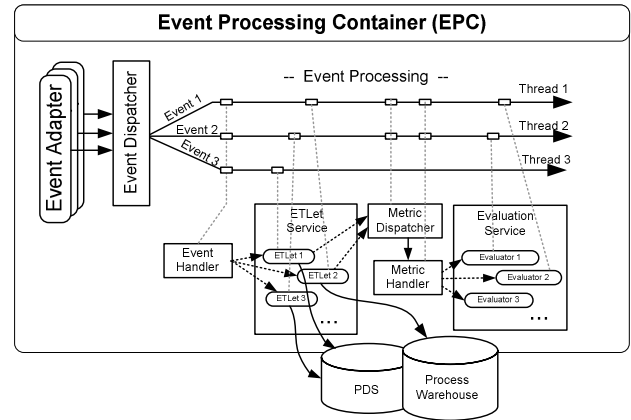 Event Processing Container (EPC)
Event Adapter
Event Dispatcher
-- Event Processing --
Event 1
Event 2
Event 3
Thread 1
Thread 2
Thread 3
Event
Handler
ETLet
Service
ETLet 1
ETLet 2
ETLet 3
...
Metric
Dispatcher
Metric
Handler
Evaluation
Service
Evaluator 1
Evaluator 2
Evaluator 3
...
PDS
Process
Warehouse